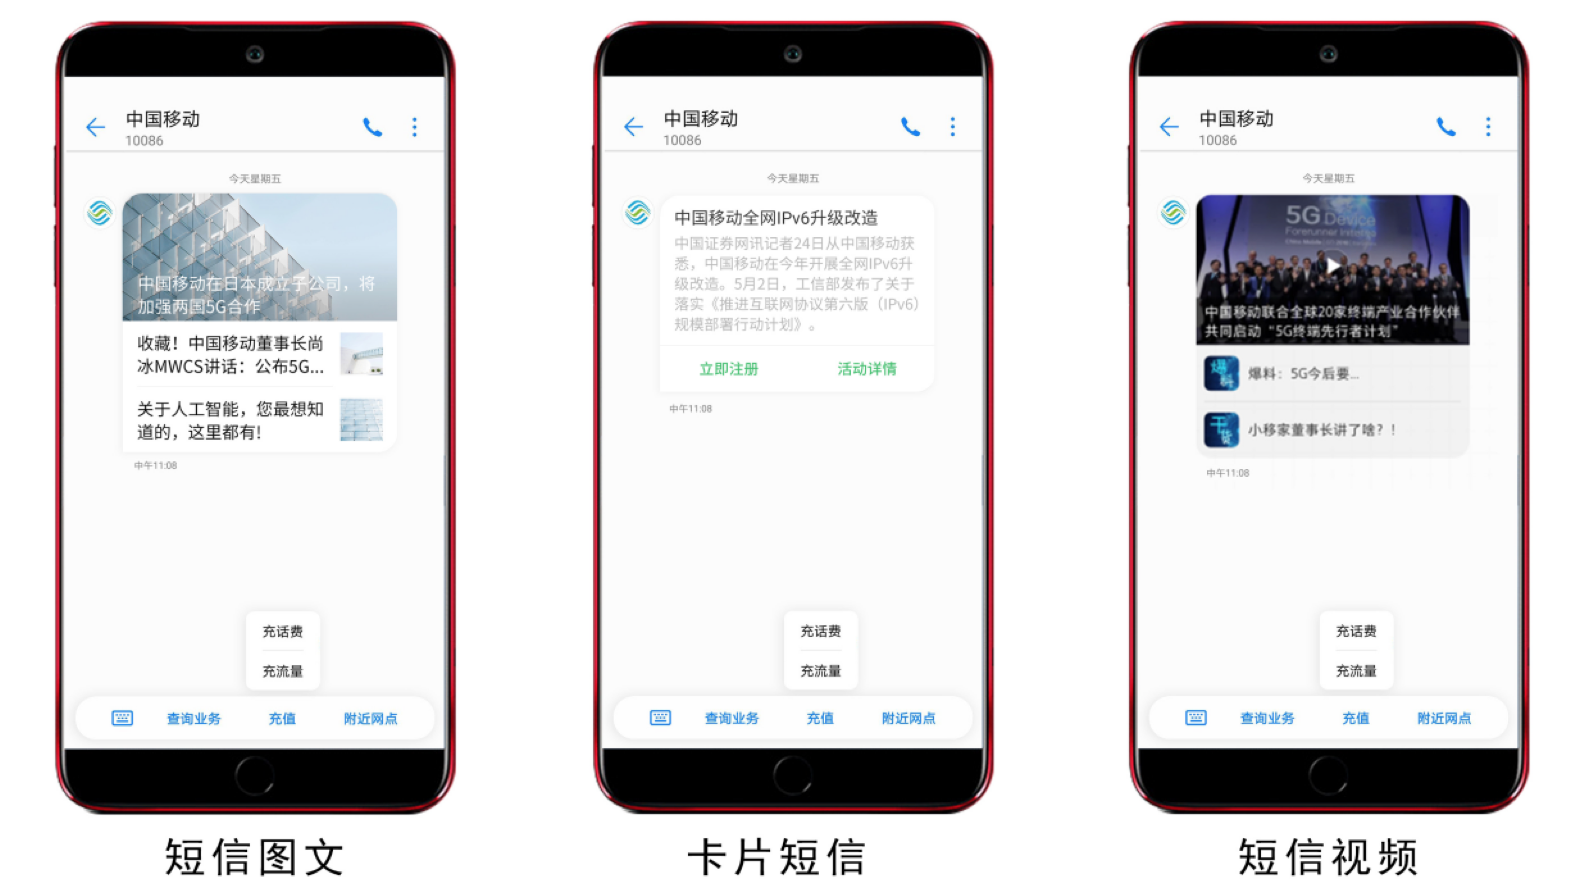 中国移动
10086
今天星期五
中国移动在日本成立子公司，将
加强两国5G合作
收藏！中国移动董事长尚
冰MWCS讲话：公布5G...
关于人工智能，您最想知
道的，这里都有!
中午11:08
充话费
充流量
查询业务
充值
附近网点
短信图文
中国移动
10086
今天星期五
中国移动全网IPv6升级改造
中国证券网讯记者24日从中国移动获
悉，中国移动在今年开展全网IPv6升
级改造。5月2日，工信部发布了关于
落实《推进互联网协议第六版（IPv6）
规模部署行动计划》。
立即注册
活动详情
中午11:08
充话费
充流量
查询业务
充值
附近网点
卡片短信
中国移动
10086
今天星期五
5G Device
Forerunner Initiative
中国移动联合全球20家终端产业合作伙伴
共同启动“5G终端先行者计划”
爆料
爆料：5G今后要...
干货
小移家董事长讲了啥？！
中午11:08
充话费
充流量
查询业务
充值
附近网点
短信视频